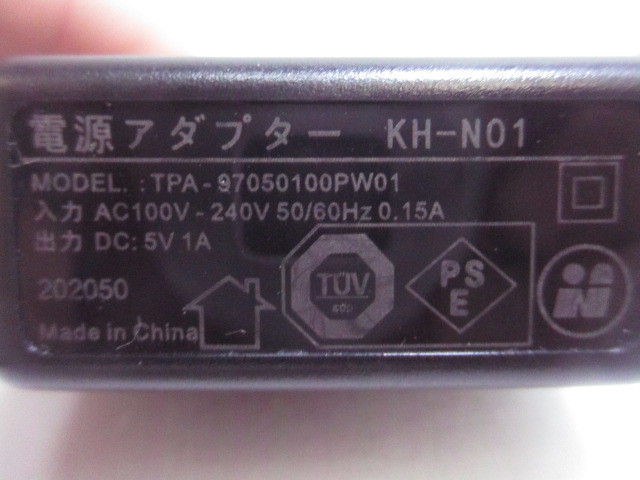 電源アダプター KH-N01
MODEL. : TPA-97050100PW01
入力 AC100V - 240V 50/60Hz 0.15A
出力 DC: 5V 1A
202050
Made in China
TÜV
SÜD
PS
E